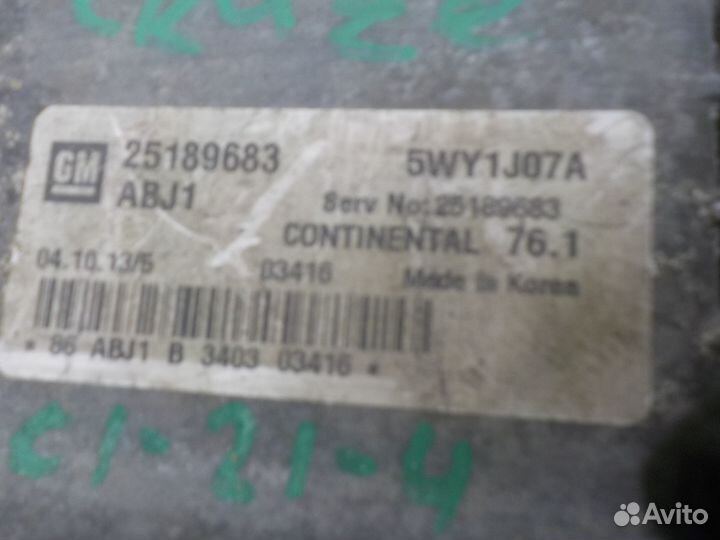 CRUZE
GM 25189683 5WY1J07A
ABJ1 Serv No: 25189683
CONTINENTAL 76.1
04.10.13/5 03416 Made in Korea
* 86 ABJ1 B 3403 03416 *
C1-21-4
Avito